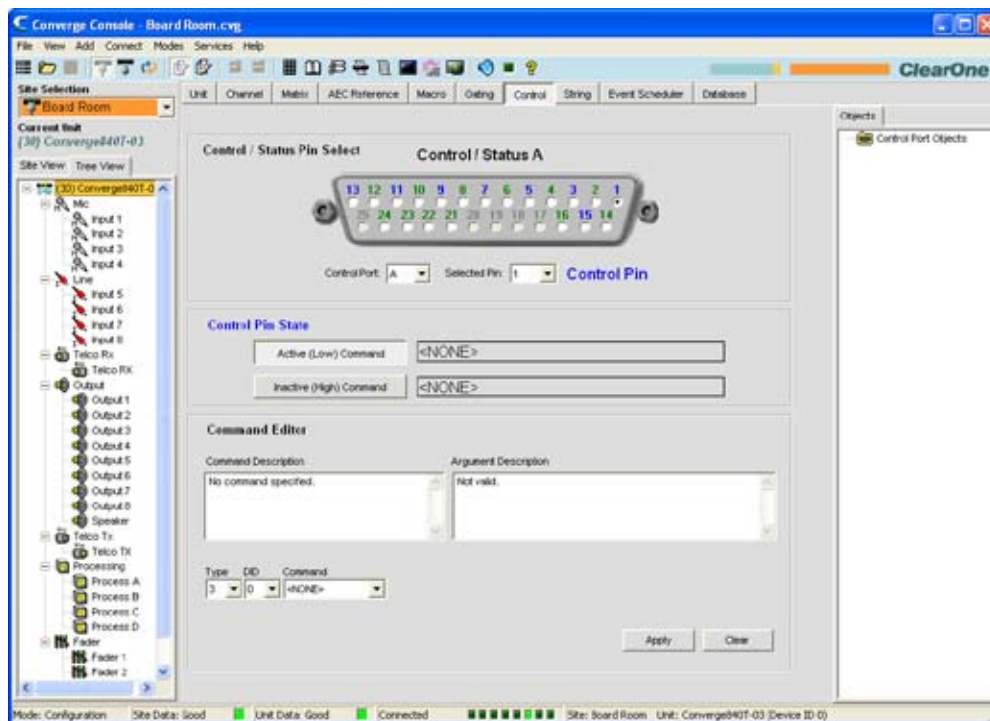 Converge Console - Board Room.cvg
File View Add Connect Modes Services Help
ClearOne
Site Selection
Board Room
Current Unit
(30) Converge840T-03
Site View Tree View
Unit Channel Matrix AEC Reference Macro Gating Control String Event Scheduler Database
Objects
Control Port Objects
(30) Converge840T-0
Mic
Input 1
Input 2
Input 3
Input 4
Line
Input 5
Input 6
Input 7
Input 8
Telco Rx
Telco RX
Output
Output 1
Output 2
Output 3
Output 4
Output 5
Output 6
Output 7
Output 8
Speaker
Telco Tx
Telco TX
Processing
Process A
Process B
Process C
Process D
Fader
Fader 1
Fader 2
Control / Status Pin Select
Control / Status A
13 12 11 10 9 8 7 6 5 4 3 2 1
25 24 23 22 21 20 19 18 17 16 15 14
Control Port: A Selected Pin: 1 Control Pin
Control Pin State
Active (Low) Command <NONE>
Inactive (High) Command <NONE>
Command Editor
Command Description Argument Description
No command specified. Not valid.
Type DID Command
3 0 <NONE>
Apply Clear
Mode: Configuration Site Data: Good Unit Data: Good Connected Site: Board Room Unit: Converge840T-03 (Device ID 0)